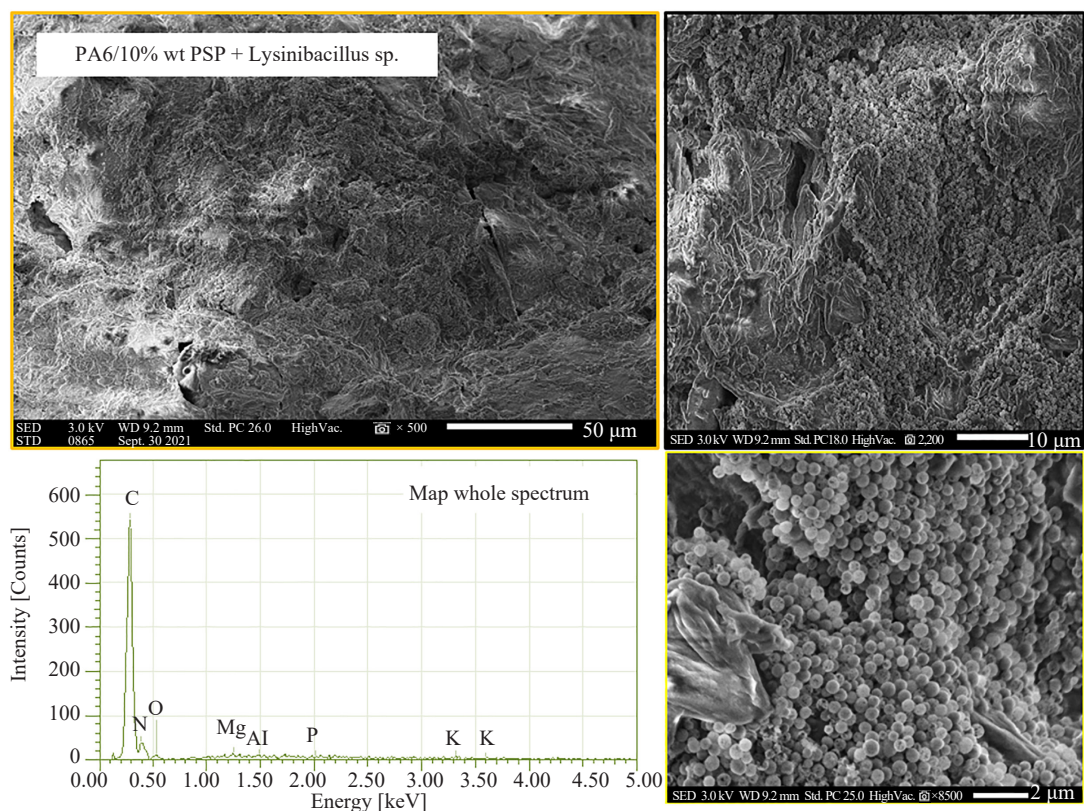 PA6/10% wt PSP + Lysinibacillus sp.
SED 3.0 kV WD 9.2 mm Std. PC 26.0 HighVac. × 500 50 μm
STD 0865 Sept. 30 2021
SED 3.0 kV WD 9.2 mm Std. PC18.0 HighVac. 2,200 10 μm
Map whole spectrum
Intensity [Counts]
600
500
400
300
200
100
0
C
N
O
Mg
AI
P
K
K
0.00 0.50 1.00 1.50 2.00 2.50 3.00 3.50 4.00 4.50 5.00
Energy [keV]
SED 3.0 kV WD 9.2 mm Std. PC 25.0 HighVac. ×8500 2 μm